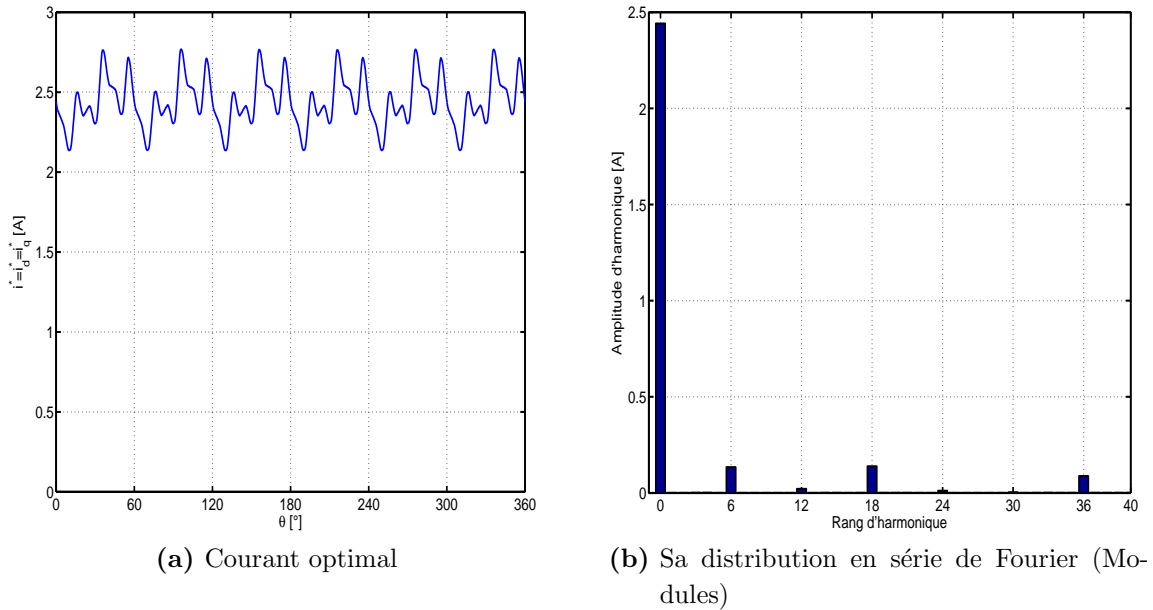 3
2.5
2
1.5
1
0.5
0
0 60 120 180 240 300 360
i*=i*d=i*q [A]
θ [°]
(a) Courant optimal
2.5
2
1.5
1
0.5
0
0 6 12 18 24 30 36 40
Amplitude d'harmonique [A]
Rang d'harmonique
(b) Sa distribution en série de Fourier (Mo-
dules)